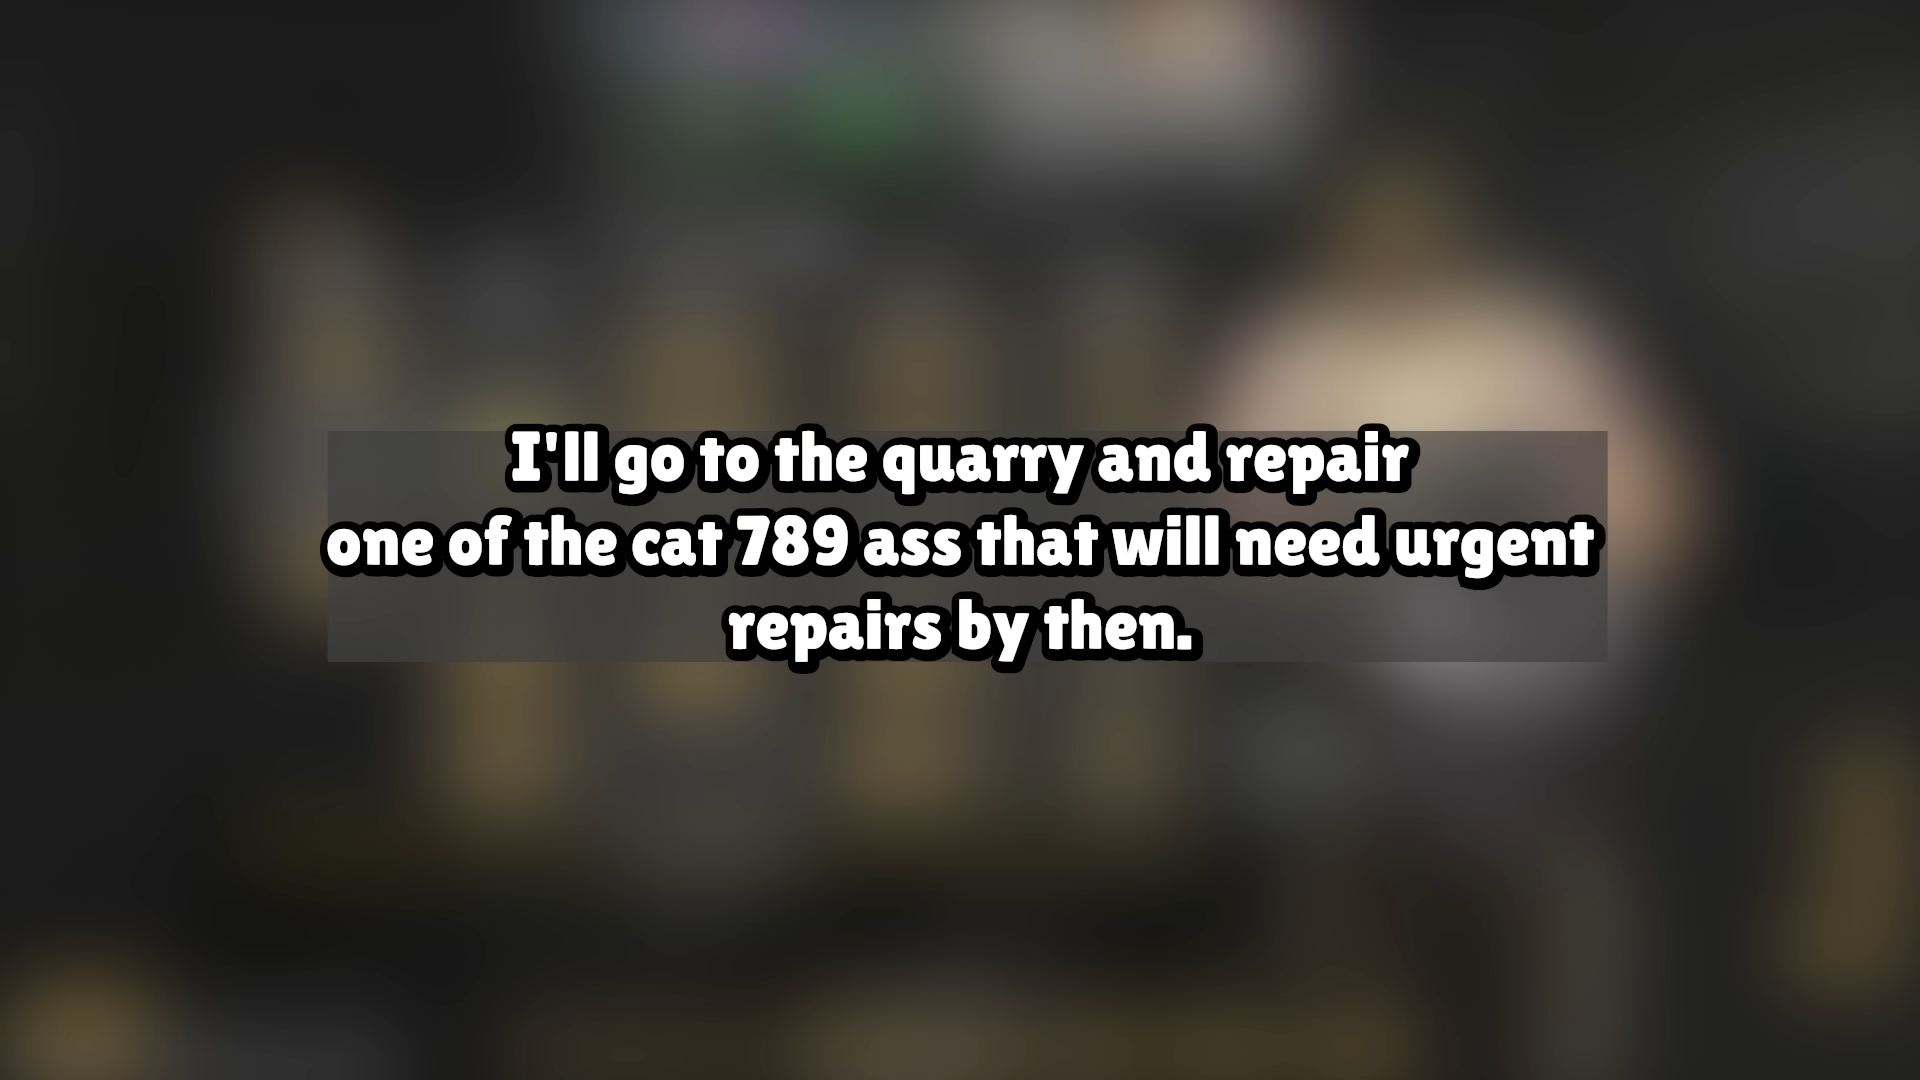 I'll go to the quarry and repair
one of the cat 789 ass that will need urgent
repairs by then.